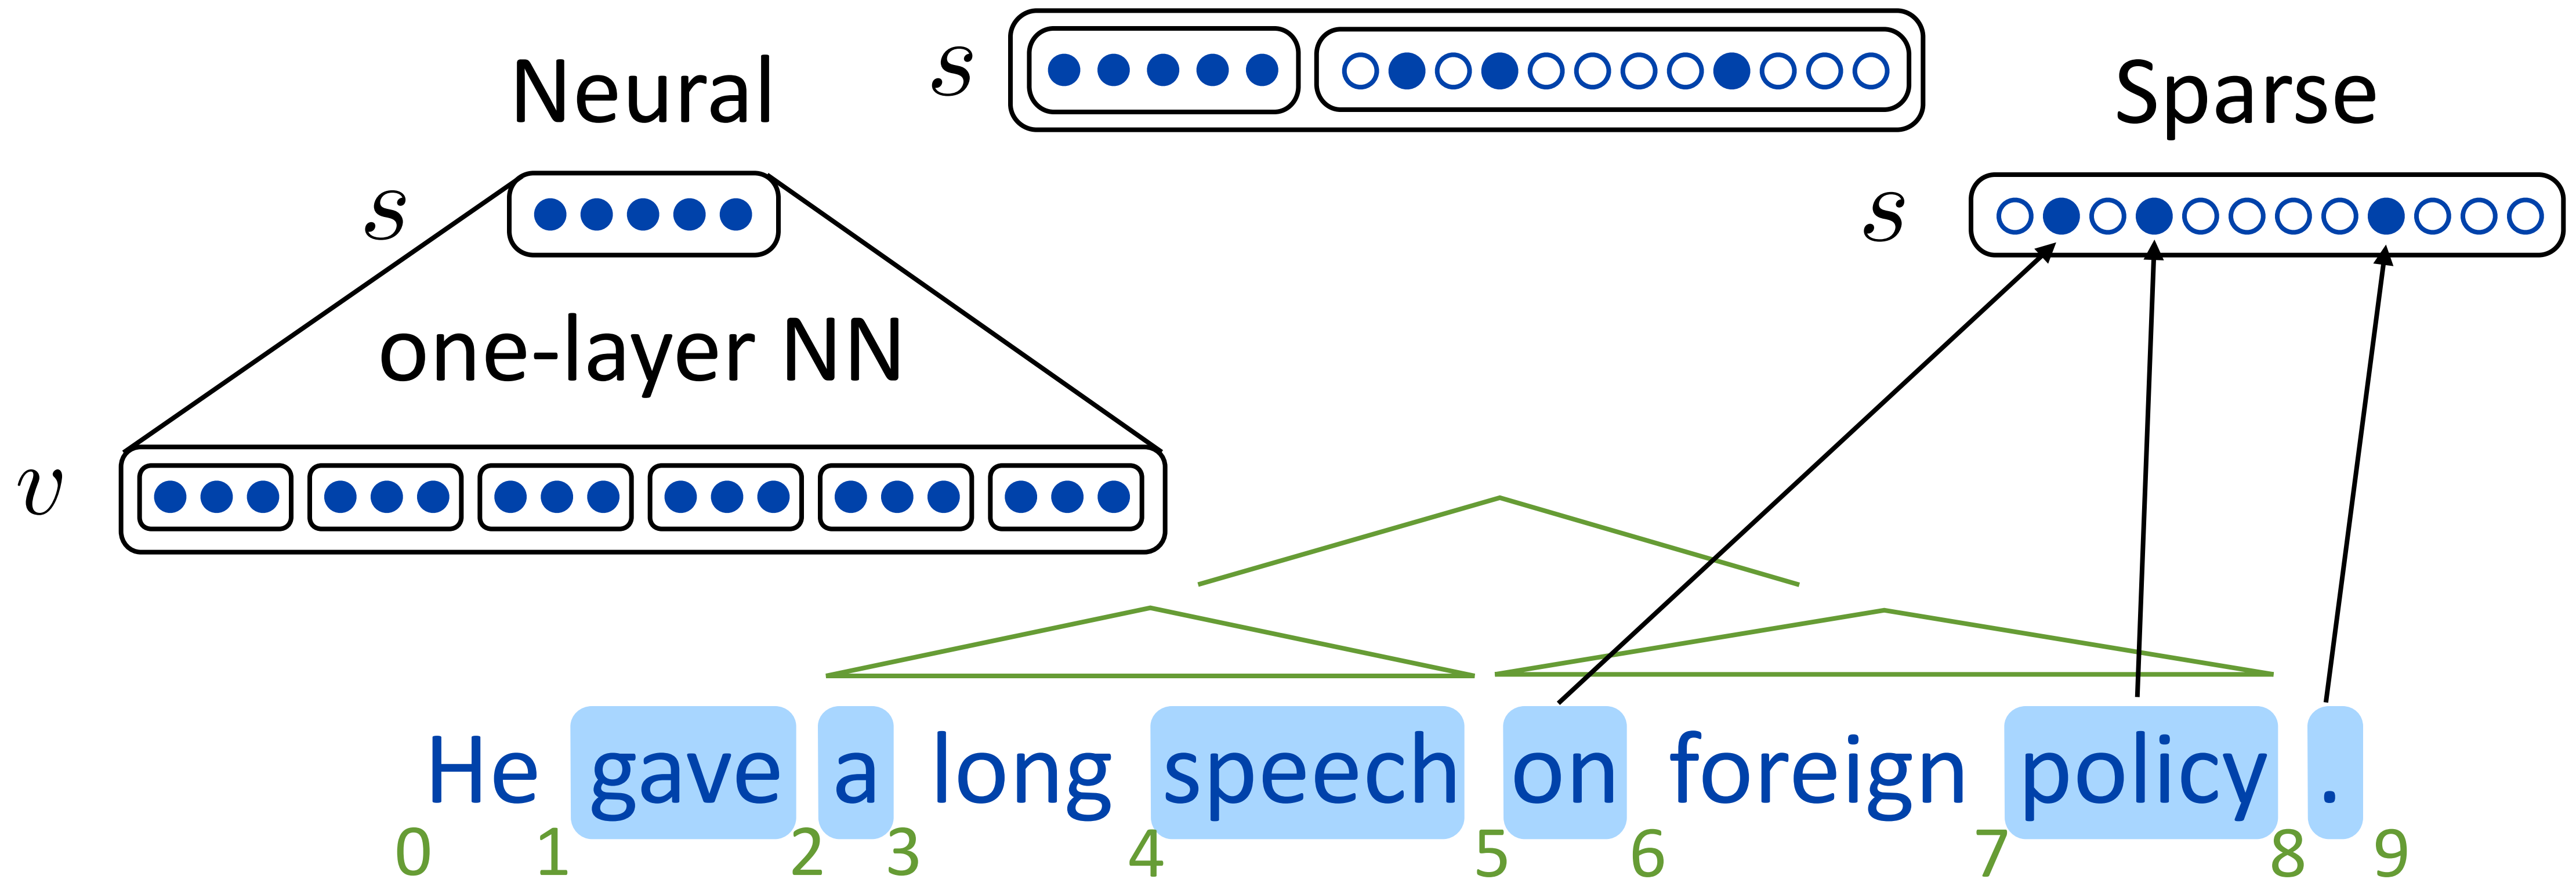 s
Neural
Sparse
s
s
one-layer NN
v
He gave a long speech on foreign policy .
0 1 2 3 4 5 6 7 8 9